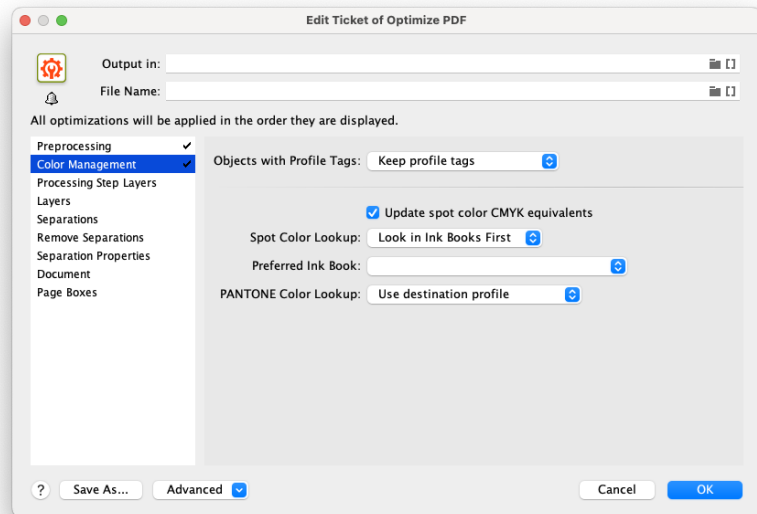 Edit Ticket of Optimize PDF
Output in:
File Name:
All optimizations will be applied in the order they are displayed.
Preprocessing
Color Management
Processing Step Layers
Layers
Separations
Remove Separations
Separation Properties
Document
Page Boxes
Objects with Profile Tags: Keep profile tags
Update spot color CMYK equivalents
Spot Color Lookup: Look in Ink Books First
Preferred Ink Book:
PANTONE Color Lookup: Use destination profile
? Save As... Advanced Cancel OK